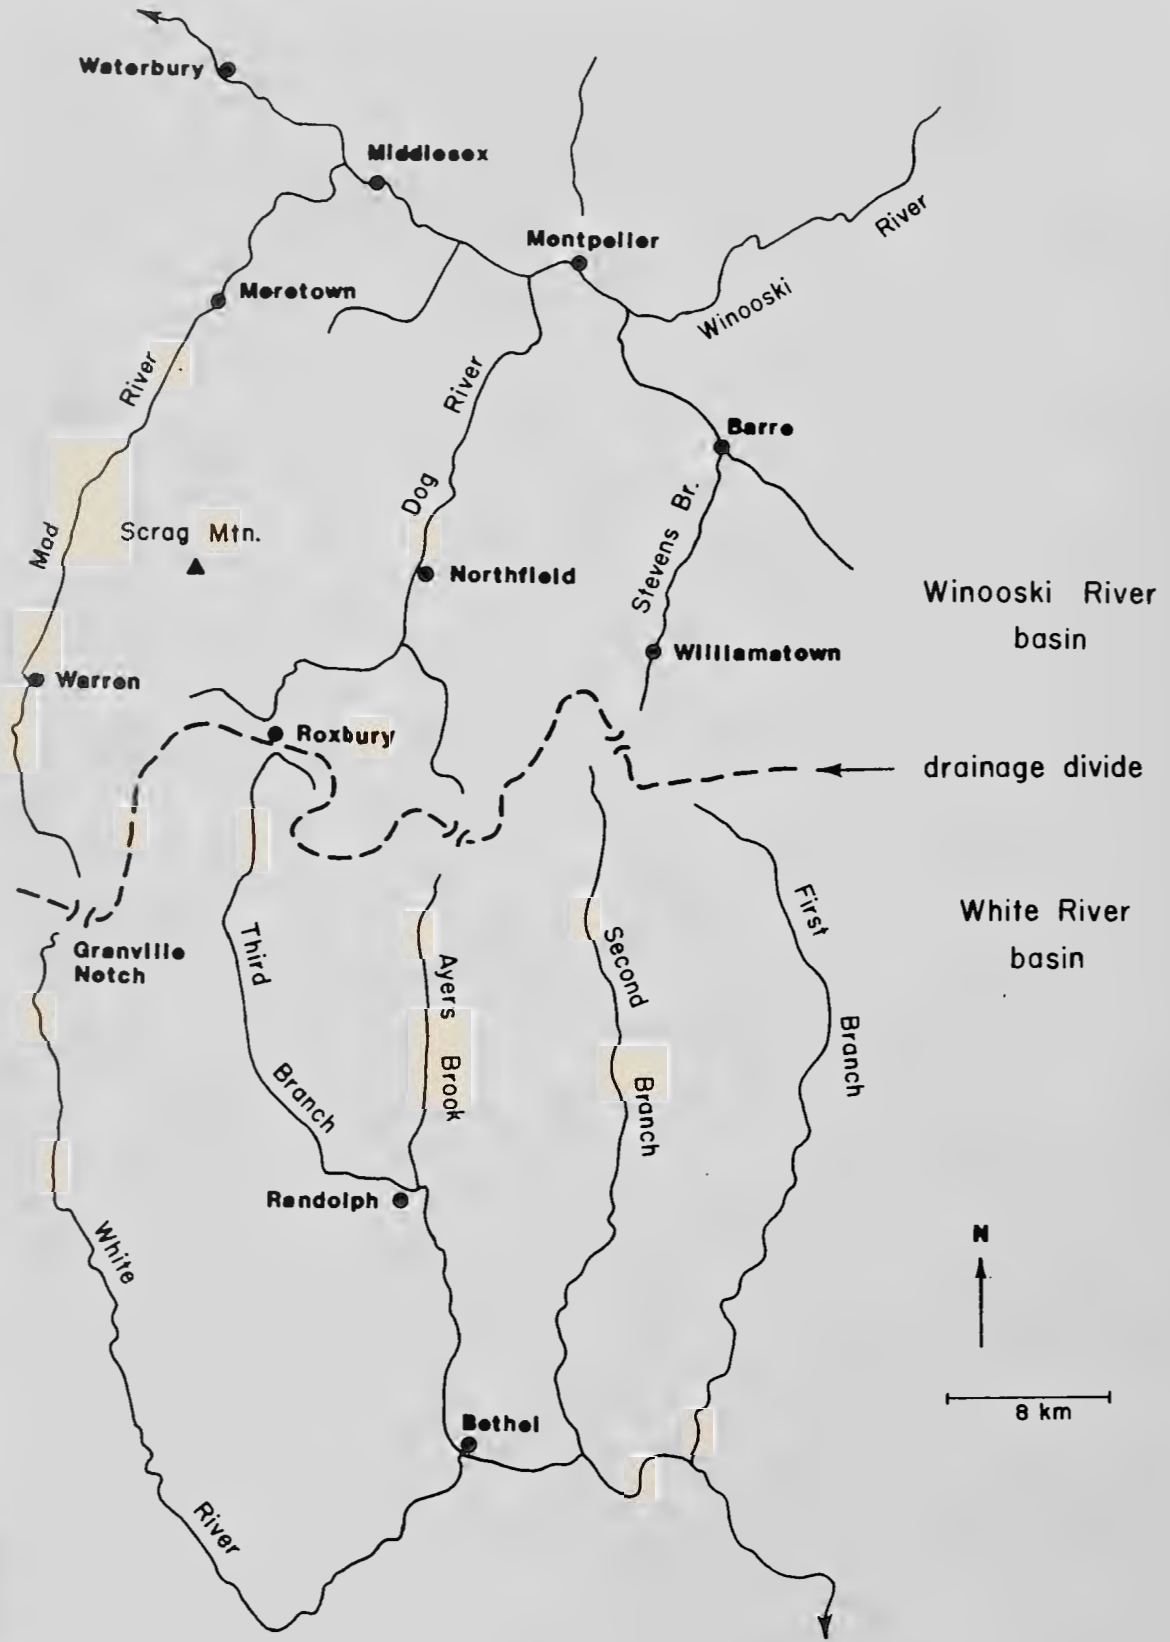 Waterbury
Middlesex
Montpelier
River
Winooski
Moretown
River
River
Barre
Dog
Stevens Br.
Mad
Scrag Mtn.
Northfield
Winooski River
basin
Williamstown
Warren
Roxbury
drainage divide
First
White River
basin
Granville
Notch
Third
Ayers
Second
Branch
Brook
Branch
Branch
Randolph
White
N
8 km
Bethel
River